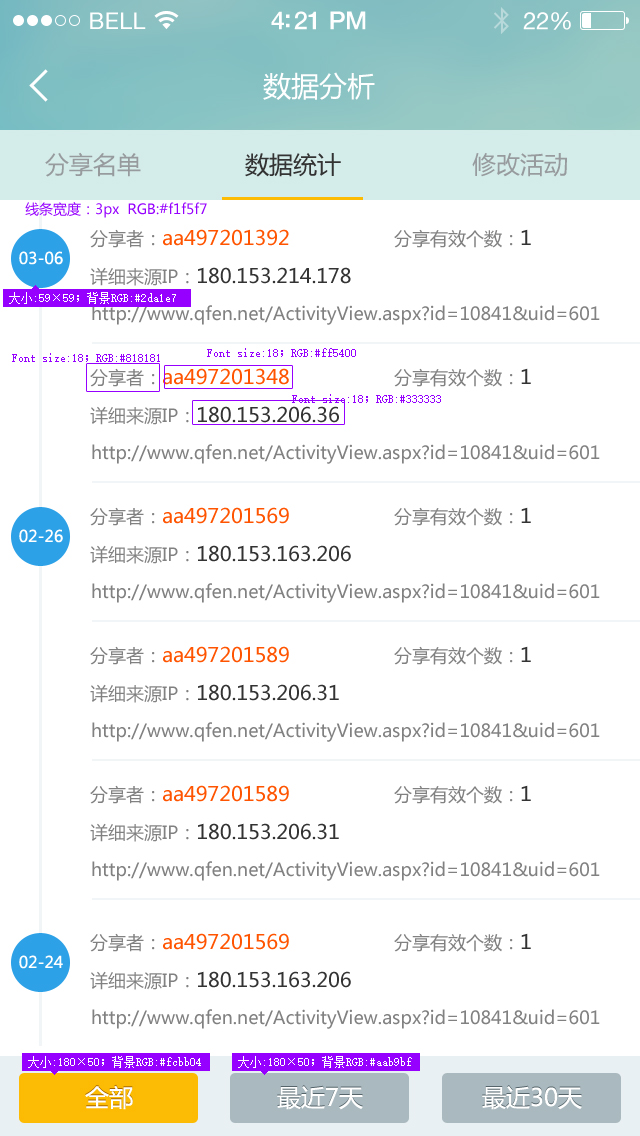 BELL 4:21 PM 22%
数据分析
分享名单 数据统计 修改活动
线条宽度：3px RGB:#f1f5f7
03-06
分享者：aa497201392 分享有效个数：1
详细来源IP：180.153.214.178
大小:59×59；背景RGB:#2da1e7
http://www.qfen.net/ActivityView.aspx?id=10841&uid=601
Font size:18；RGB:#818181
Font size:18；RGB:#ff5400
分享者：aa497201348 分享有效个数：1
Font size:18；RGB:#333333
详细来源IP：180.153.206.36
http://www.qfen.net/ActivityView.aspx?id=10841&uid=601
02-26
分享者：aa497201569 分享有效个数：1
详细来源IP：180.153.163.206
http://www.qfen.net/ActivityView.aspx?id=10841&uid=601
分享者：aa497201589 分享有效个数：1
详细来源IP：180.153.206.31
http://www.qfen.net/ActivityView.aspx?id=10841&uid=601
分享者：aa497201589 分享有效个数：1
详细来源IP：180.153.206.31
http://www.qfen.net/ActivityView.aspx?id=10841&uid=601
02-24
分享者：aa497201569 分享有效个数：1
详细来源IP：180.153.163.206
http://www.qfen.net/ActivityView.aspx?id=10841&uid=601
大小:180×50；背景RGB:#fcbb04 大小:180×50；背景RGB:#aab9bf
全部 最近7天 最近30天